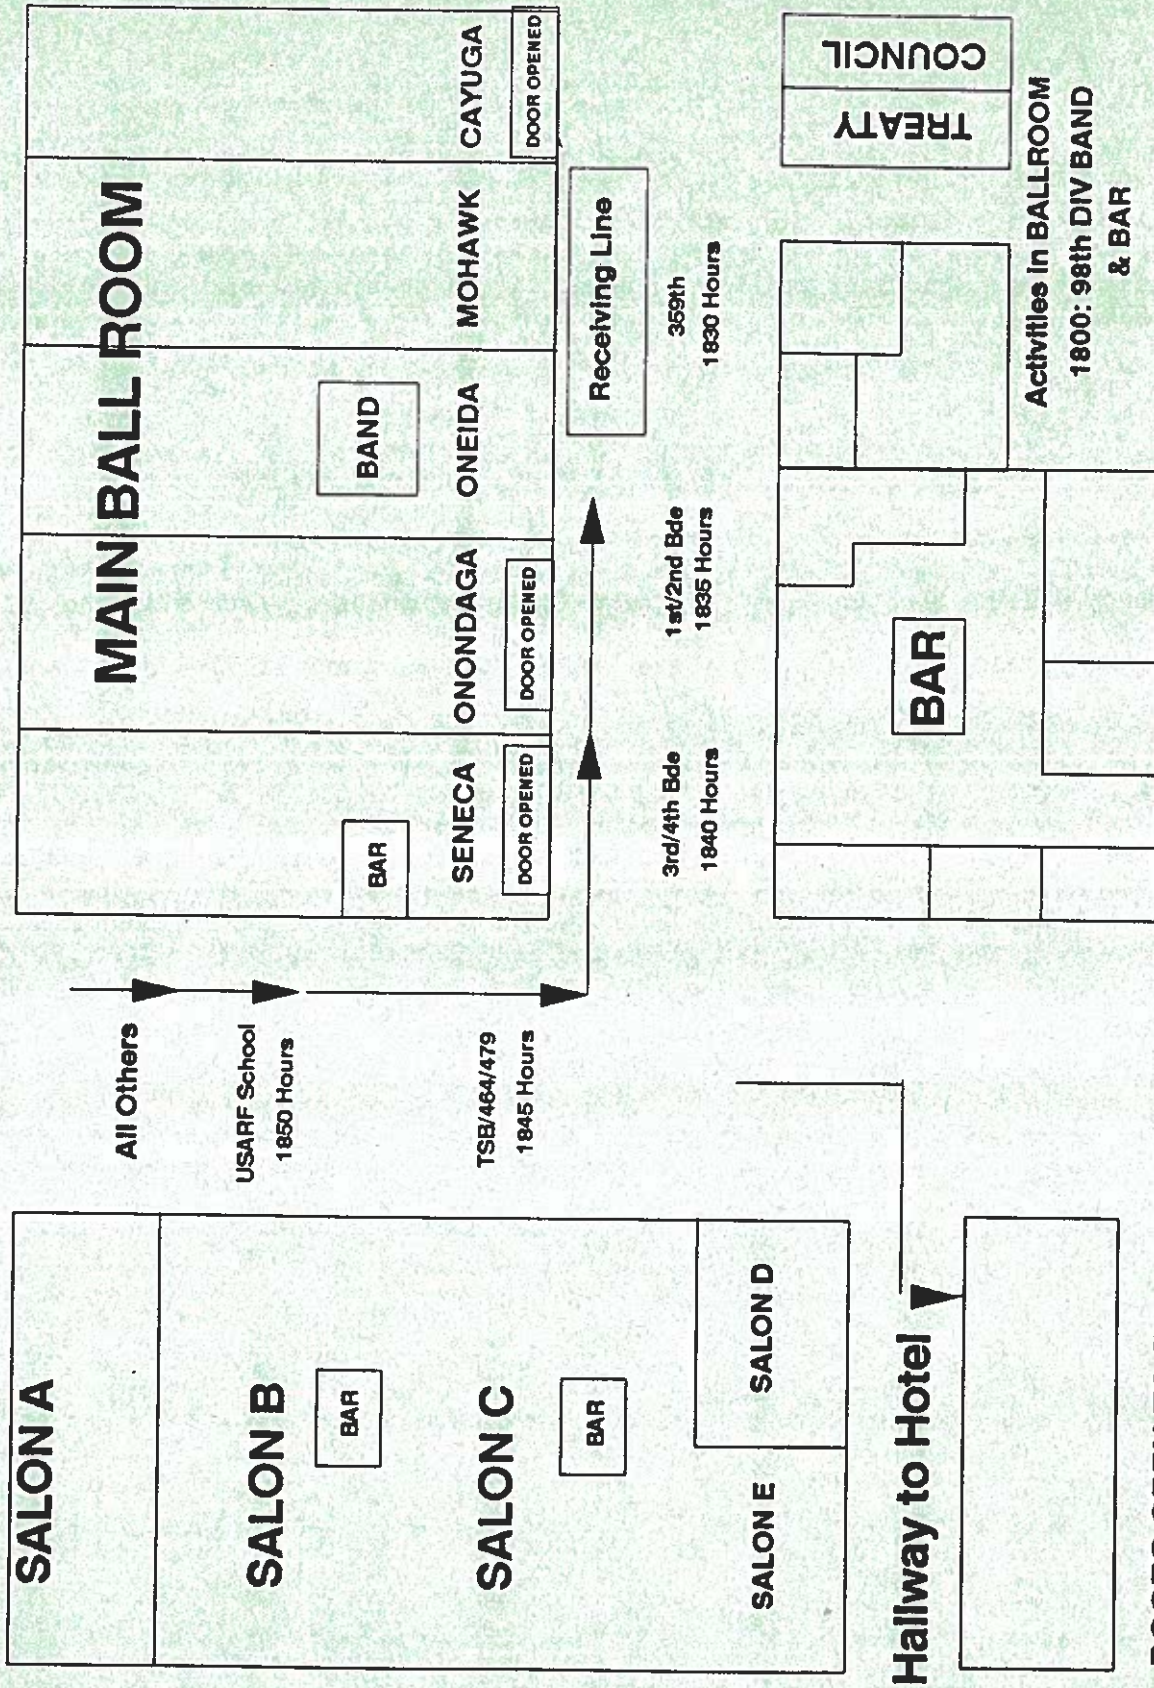 SALON A
SALON B
BAR
SALON C
BAR
SALON E
SALON D
Hallway to Hotel
All Others
USARF School
1850 Hours
TSB/464/479
1845 Hours
MAIN BALL ROOM
BAR
BAND
SENECA
ONONDAGA
ONEIDA
MOHAWK
CAYUGA
DOOR OPENED
DOOR OPENED
DOOR OPENED
Receiving Line
3rd/4th Bde
1840 Hours
1st/2nd Bde
1835 Hours
359th
1830 Hours
BAR
TREATY
COUNCIL
Activities in BALLROOM
1800: 98th DIV BAND
& BAR